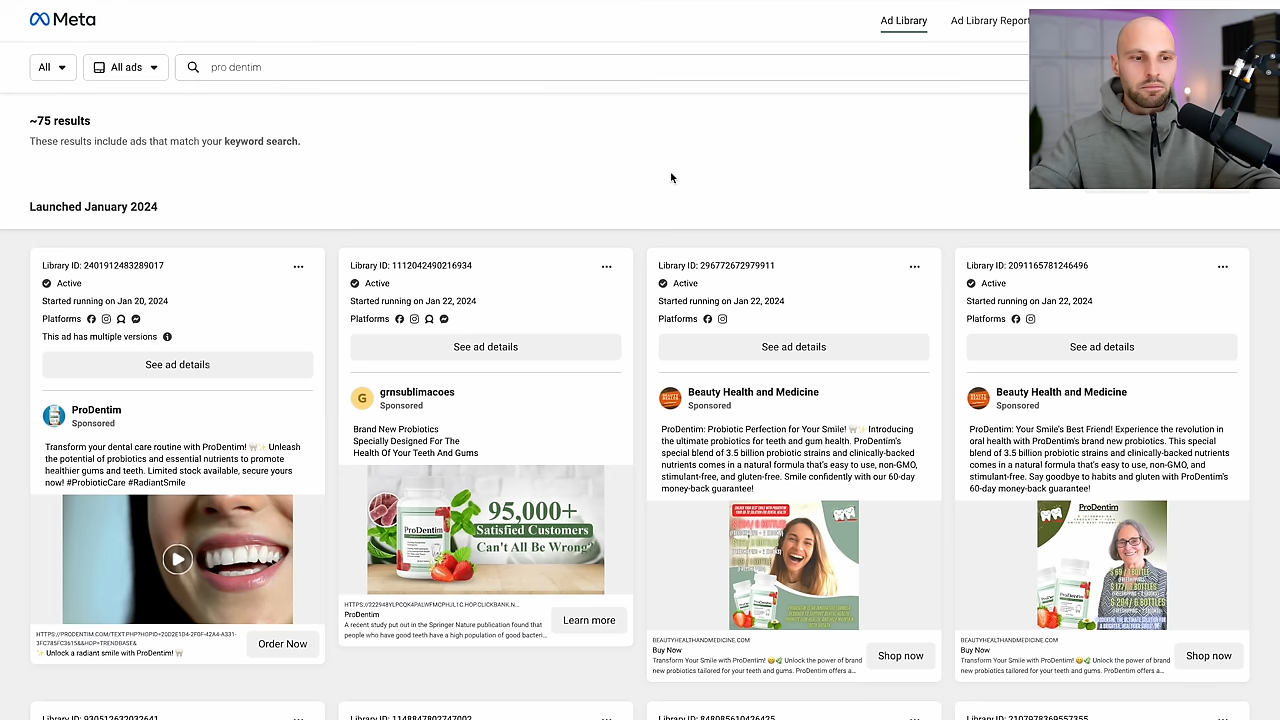 Meta
Ad Library
Ad Library Report
All
All ads
pro dentim
~75 results
These results include ads that match your keyword search.
Launched January 2024
Library ID: 2401912483289017
Active
Started running on Jan 20, 2024
Platforms
This ad has multiple versions
See ad details
ProDentim
Sponsored
Transform your dental care routine with ProDentim! 🦷✨ Unleash
the potential of probiotics and essential nutrients to promote
healthier gums and teeth. Limited stock available, secure yours
now! #ProbioticCare #RadiantSmile
✨ Unlock a radiant smile with ProDentim! 🦷
Order Now
Library ID: 1112042490216934
Active
Started running on Jan 22, 2024
Platforms
See ad details
G
grnsublimacoes
Sponsored
Brand New Probiotics
Specially Designed For The
Health Of Your Teeth And Gums
ProDentim
95,000+
Satisfied Customers
Can't All Be Wrong
ProDentim
A recent study put out in the Springer Nature publication found that
people who have good teeth have a high population of good bacteri...
Learn more
Library ID: 296772672979911
Active
Started running on Jan 22, 2024
Platforms
See ad details
Beauty Health and Medicine
Sponsored
ProDentim: Probiotic Perfection for Your Smile! 🦷✨ Introducing
the ultimate probiotics for teeth and gum health. ProDentim's
special blend of 3.5 billion probiotic strains and clinically-backed
nutrients comes in a natural formula that's easy to use, non-GMO,
stimulant-free, and gluten-free. Smile confidently with our 60-day
money-back guarantee!
BEAUTYHEALTHANDMEDICINE.COM
Buy Now
Transform Your Smile with ProDentim! 😄🌿 Unlock the power of brand
new probiotics tailored for your teeth and gums. ProDentim offers a...
Shop now
Library ID: 2091165781246496
Active
Started running on Jan 22, 2024
Platforms
See ad details
Beauty Health and Medicine
Sponsored
ProDentim: Your Smile's Best Friend! Experience the revolution in
oral health with ProDentim's brand new probiotics. This special
blend of 3.5 billion probiotic strains and clinically-backed nutrients
comes in a natural formula that's easy to use, non-GMO,
stimulant-free, and gluten-free. Say goodbye to habits and gluten with ProDentim's
60-day money-back guarantee!
ProDentim
$ 69 / 1 BOTTLE
$ 204/ 6 BOTTLES
BEAUTYHEALTHANDMEDICINE.COM
Buy Now
Transform Your Smile with ProDentim! 😄🌿 Unlock the power of brand
new probiotics tailored for your teeth and gums. ProDentim offers a...
Shop now